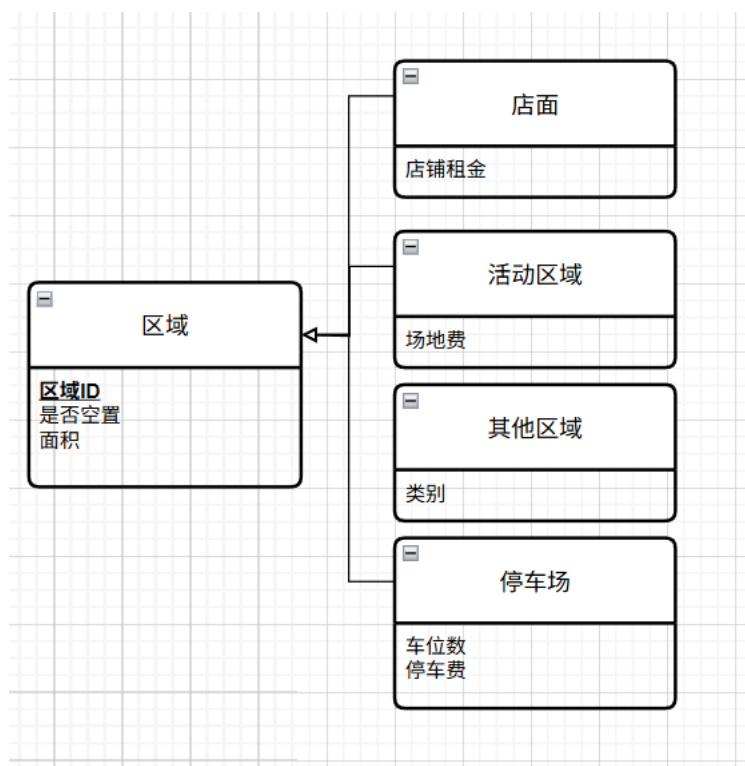 店面
店铺租金
活动区域
场地费
区域
区域ID
是否空置
面积
其他区域
类别
停车场
车位数
停车费